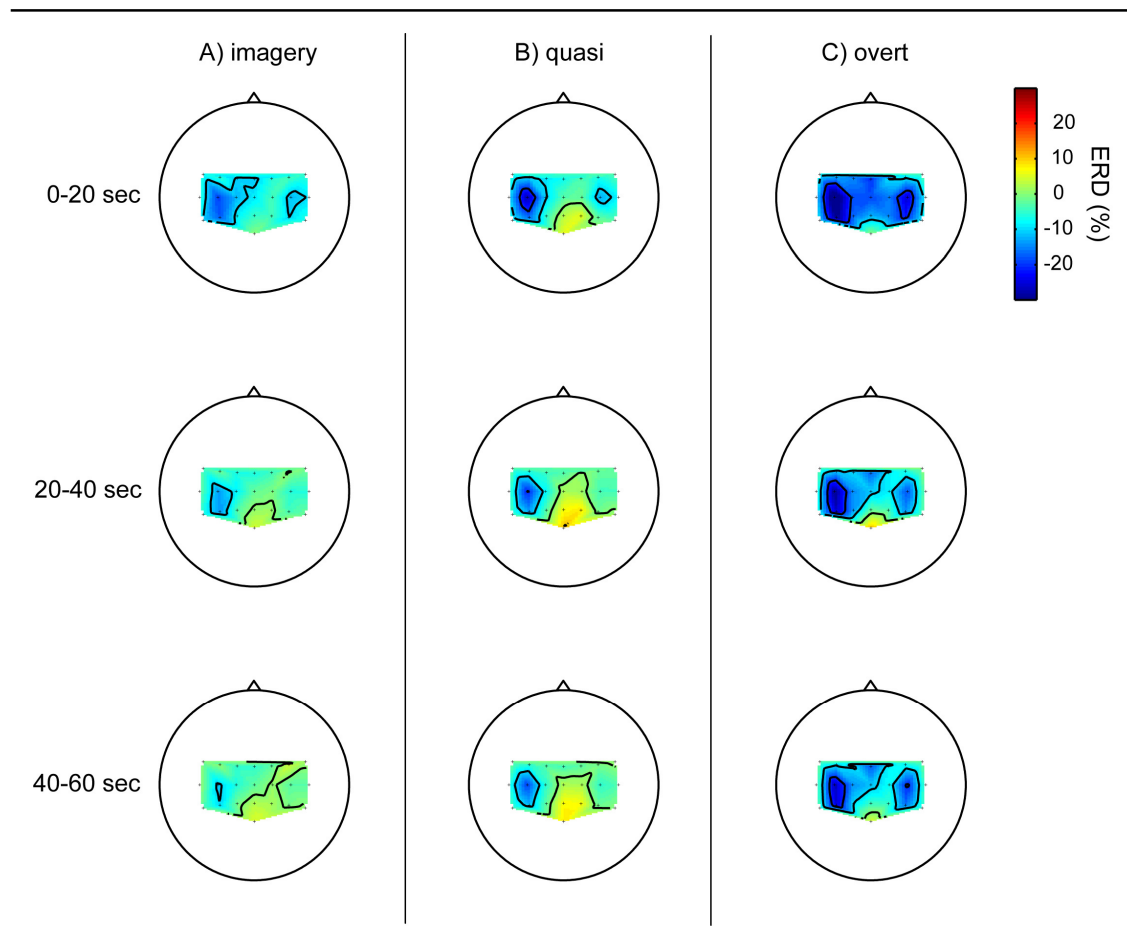 A) imagery
B) quasi
C) overt
0-20 sec
20
10
0
-10
-20
ERD (%)
20-40 sec
40-60 sec